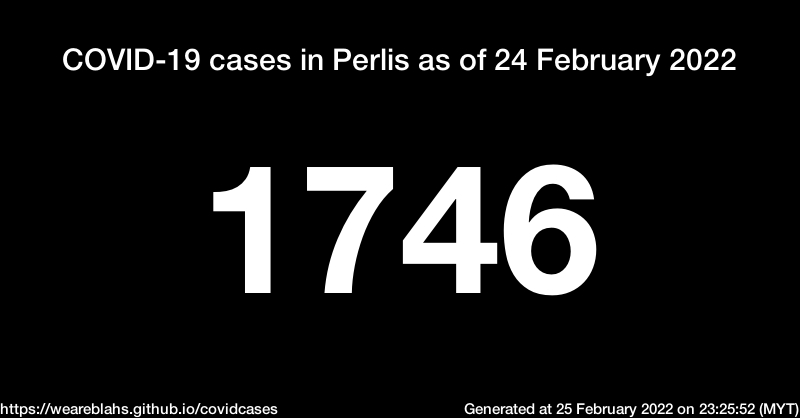 COVID-19 cases in Perlis as of 24 February 2022
1746
https://weareblahs.github.io/covidcases
Generated at 25 February 2022 on 23:25:52 (MYT)